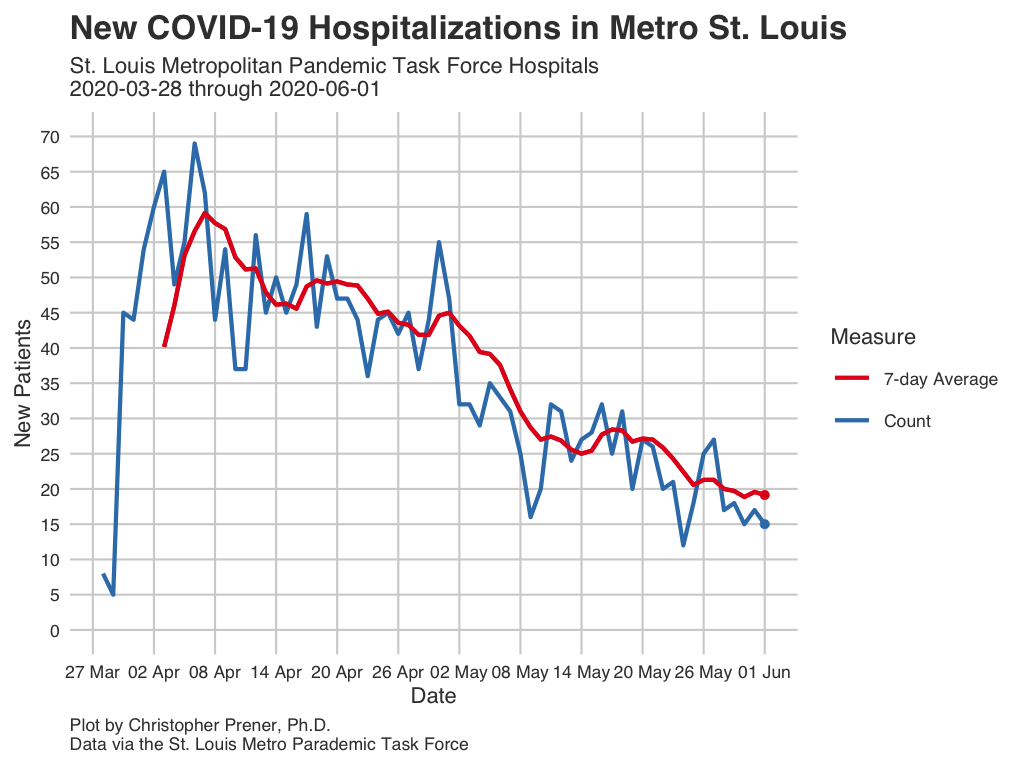 New COVID-19 Hospitalizations in Metro St. Louis
St. Louis Metropolitan Pandemic Task Force Hospitals
2020-03-28 through 2020-06-01
70
65
60
55
50
45
40
35
30
25
20
15
10
5
0
New Patients
27 Mar 02 Apr 08 Apr 14 Apr 20 Apr 26 Apr 02 May 08 May 14 May 20 May 26 May 01 Jun
Date
Measure
7-day Average
Count
Plot by Christopher Prener, Ph.D.
Data via the St. Louis Metro Parademic Task Force